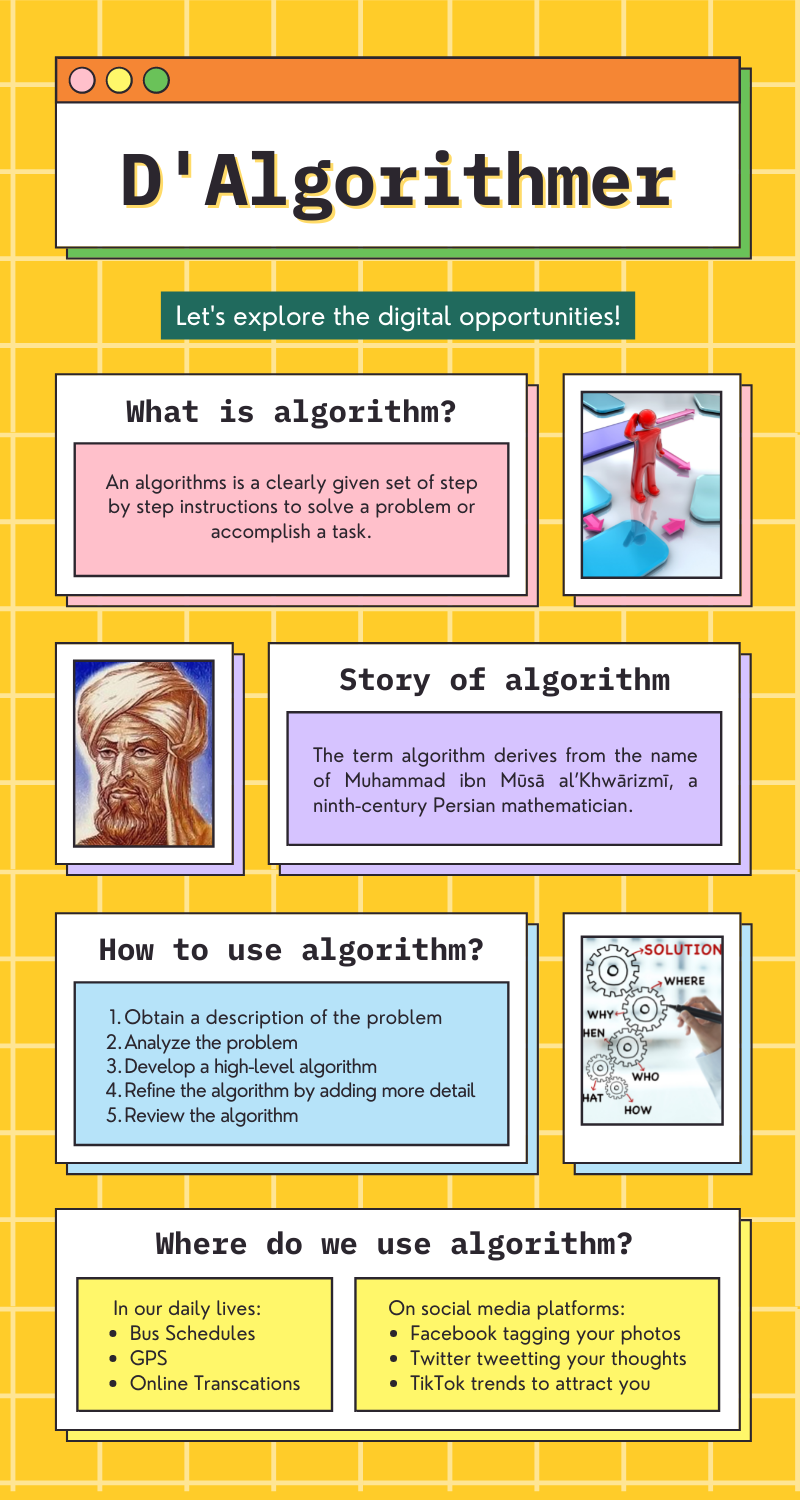 D'Algorithmer
Let's explore the digital opportunities!
What is algorithm?
An algorithms is a clearly given set of step
by step instructions to solve a problem or
accomplish a task.
Story of algorithm
The term algorithm derives from the name
of Muhammad ibn Mūsā al’Khwārizmī, a
ninth-century Persian mathematician.
How to use algorithm?
1. Obtain a description of the problem
2. Analyze the problem
3. Develop a high-level algorithm
4. Refine the algorithm by adding more detail
5. Review the algorithm
SOLUTION
WHERE
WHY
HEN
WHO
HAT
HOW
Where do we use algorithm?
In our daily lives:
• Bus Schedules
• GPS
• Online Transcations
On social media platforms:
• Facebook tagging your photos
• Twitter tweetting your thoughts
• TikTok trends to attract you